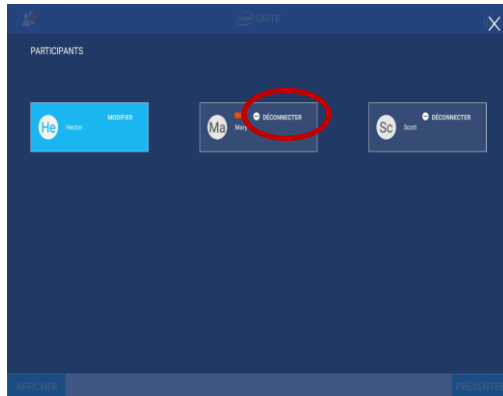 intel UNITE
X
PARTICIPANTS
He Hector MODIFIER
Ma Mary DÉCONNECTER
Sc Scott DÉCONNECTER
AFFICHER
PRÉSENTER